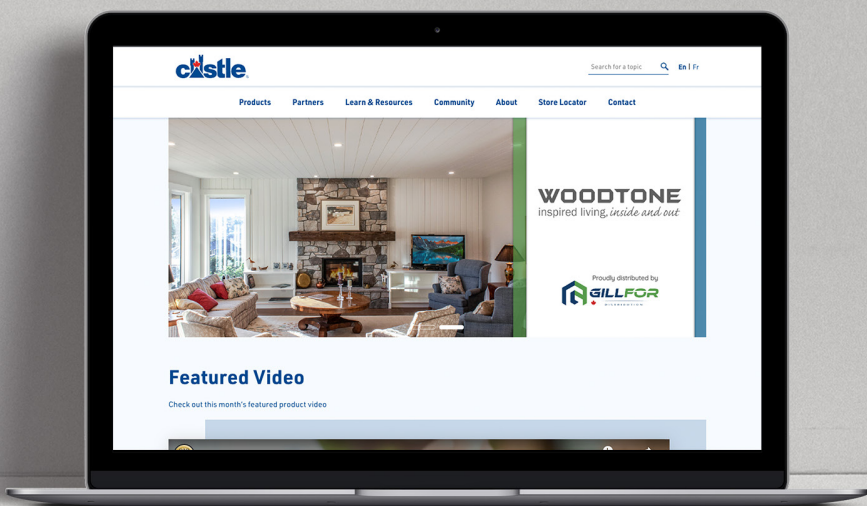 castle
Search for a topic
En | Fr
Products Partners Learn & Resources Community About Store Locator Contact
WOODTONE
inspired living, inside and out
Proudly distributed by
GILLFOR
DISTRIBUTION
Featured Video
Check out this month's featured product video